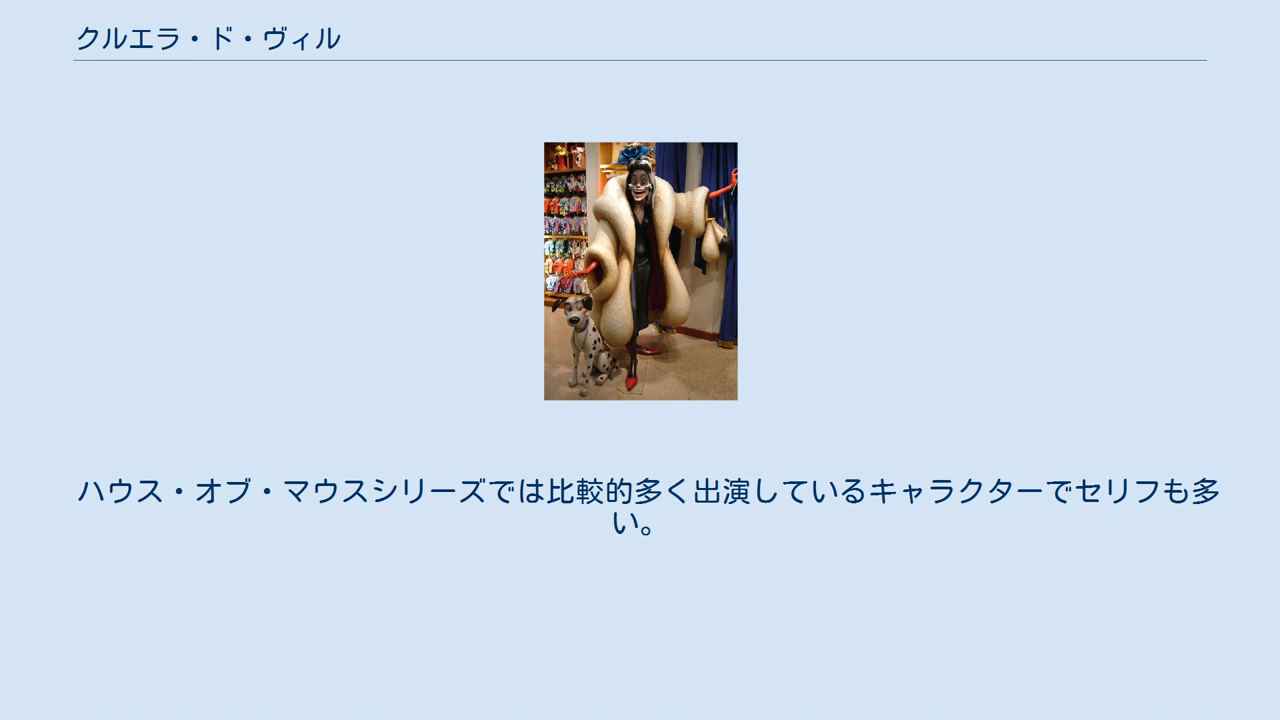 クルエラ・ド・ヴィル
ハウス・オブ・マウスシリーズでは比較的多く出演しているキャラクターでセリフも多
い。